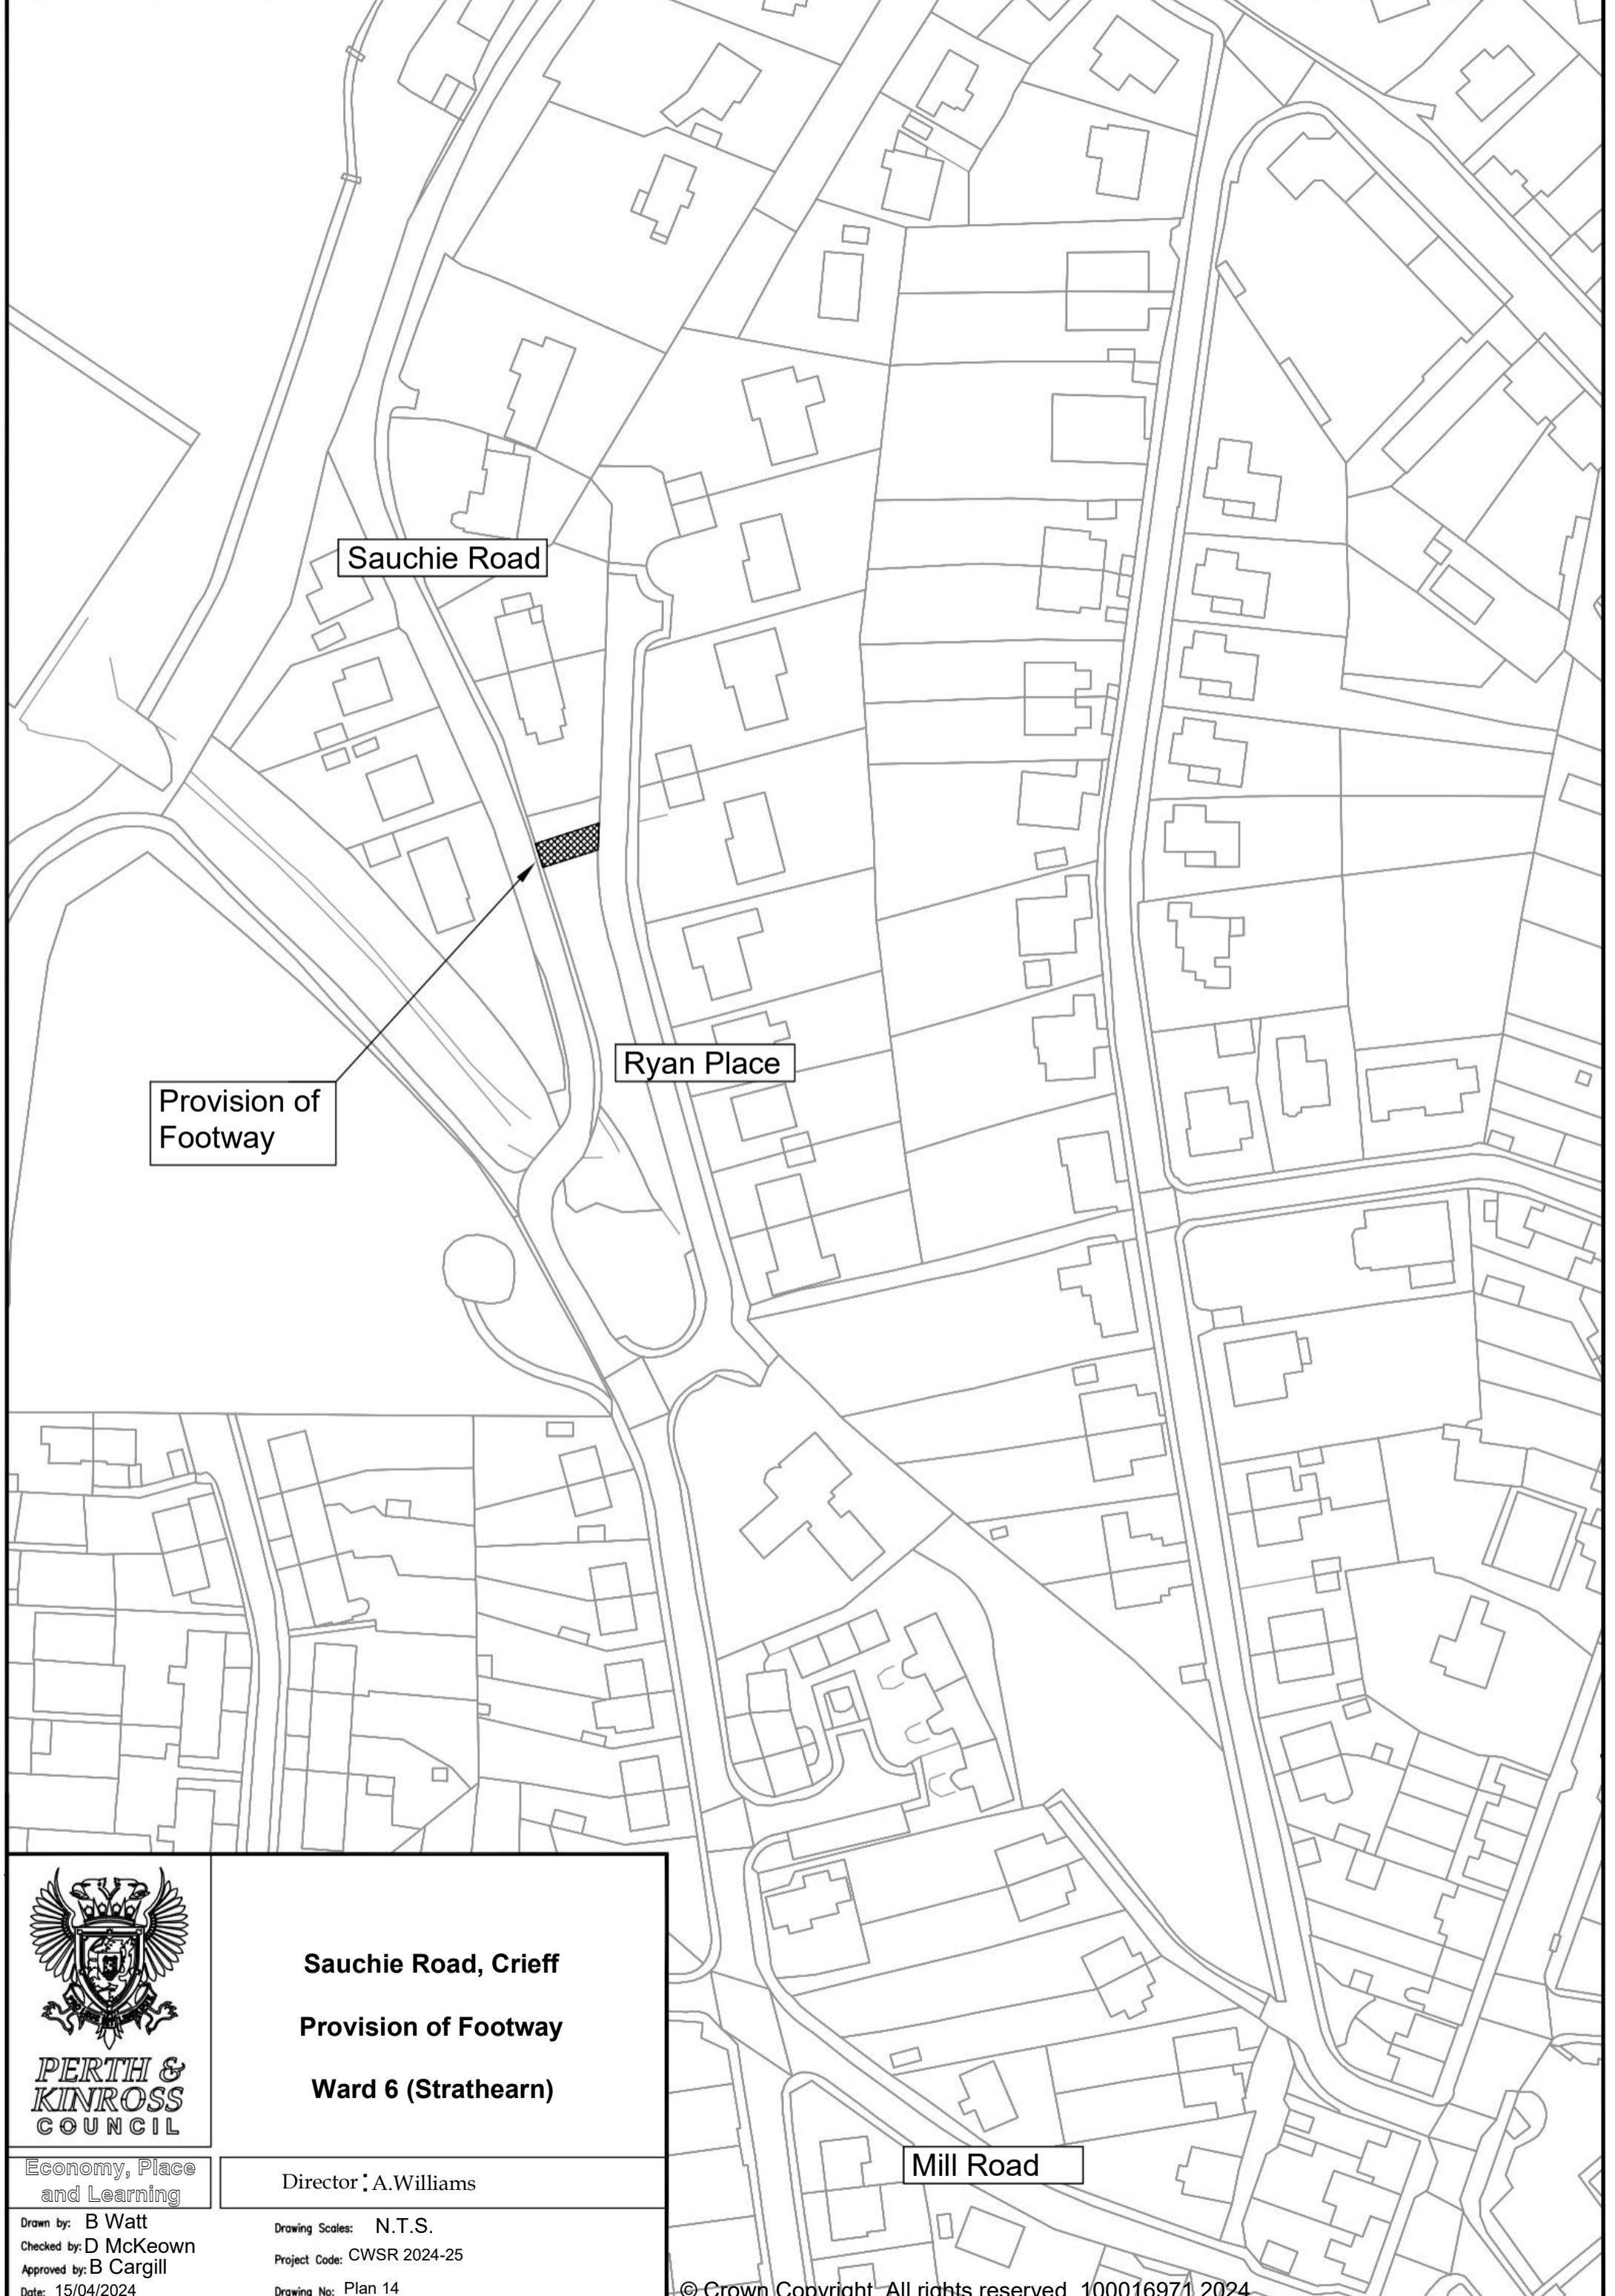 Sauchie Road
Ryan Place
Provision of
Footway
Mill Road
Sauchie Road, Crieff
Provision of Footway
Ward 6 (Strathearn)
PERTH &
KINROSS
COUNCIL
Economy, Place
and Learning
Director: A.Williams
Drawn by: B Watt
Checked by: D McKeown
Approved by: B Cargill
Date: 15/04/2024
Drawing Scales: N.T.S.
Project Code: CWSR 2024-25
Drawing No: Plan 14
© Crown Copyright. All rights reserved. 100016971 2024